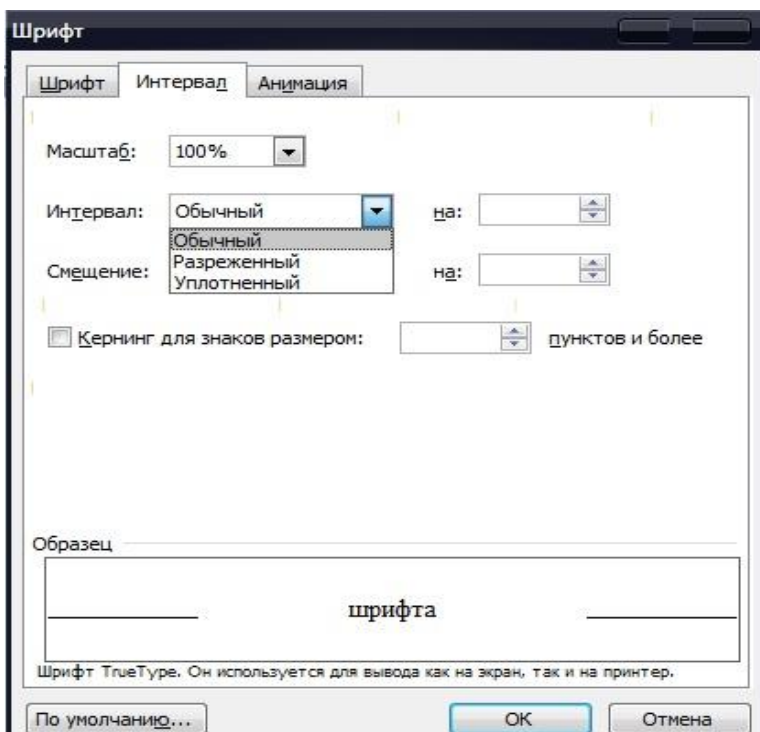 Шрифт
Шрифт Интервал Анимация
Масштаб: 100%
Интервал: Обычный на:
Обычный
Разреженный
Смещение: на:
Уплотненный
Кернинг для знаков размером: пунктов и более
Образец
шрифта
Шрифт TrueType. Он используется для вывода как на экран, так и на принтер.
По умолчанию... ОК Отмена